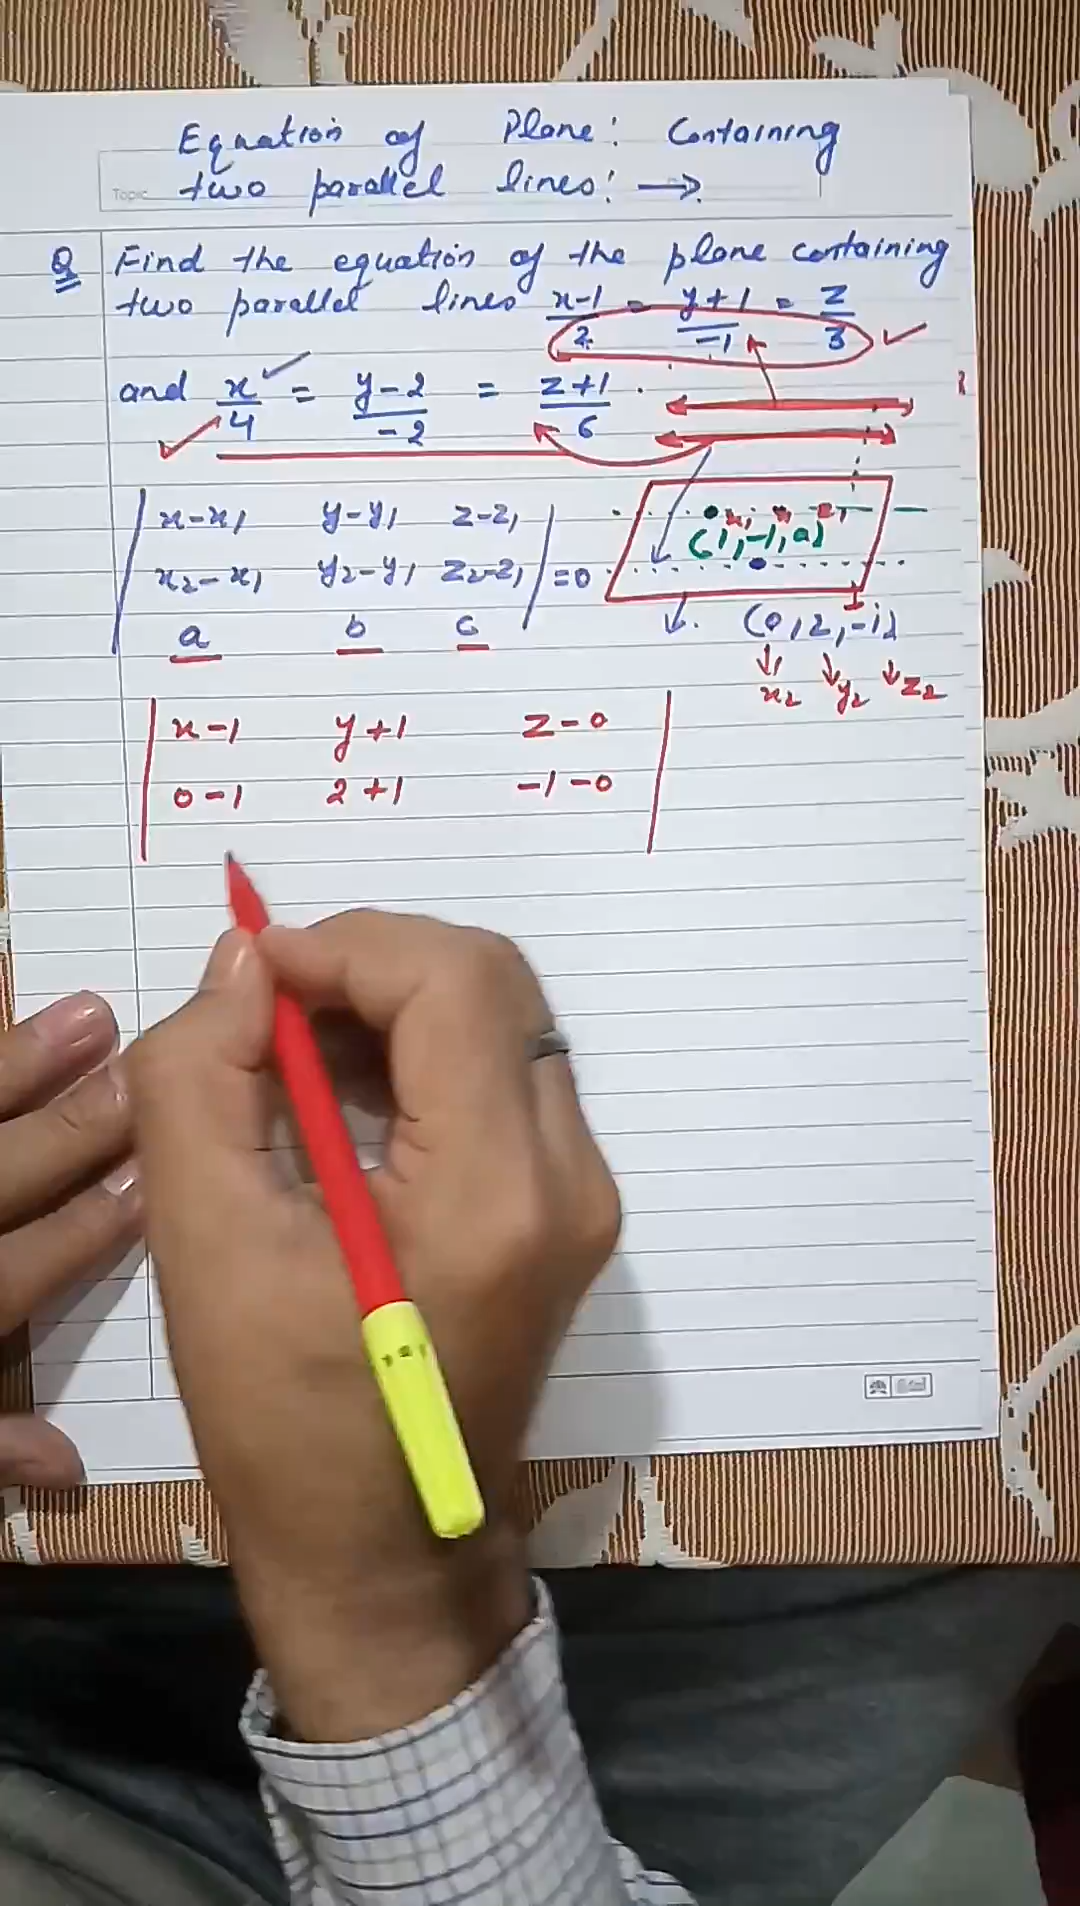 Equation of Plane: Containing
Topic
two parallel lines: →
Q Find the equation of the plane containing
two parallel lines x-1/2 = y+1/-1 = z/3
and x/4 = y-2/-2 = z+1/6 .
x-x₁ y-y₁ z-z₁
x₂-x₁ y₂-y₁ z₂-z₁ =0
a b c
x₁ y₁ z₁
(1,-1,0)
(0,2,-1)
x₂ y₂ z₂
x-1 y+1 z-0
0-1 2+1 -1-0